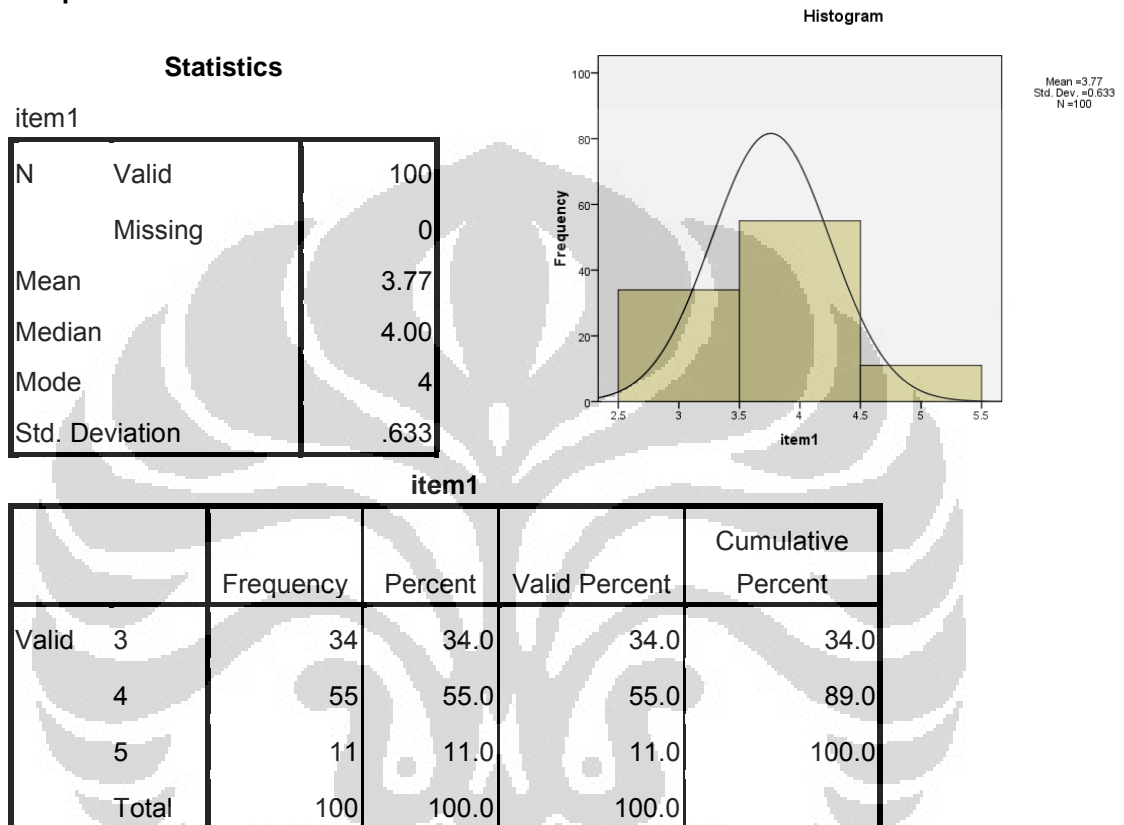 Histogram
Statistics
item1
N Valid 100
Missing 0
Mean 3.77
Median 4.00
Mode 4
Std. Deviation .633
100
80
60
40
20
0
Frequency
2.5 3 3.5 4 4.5 5 5.5
item1
Mean =3.77
Std. Dev. =0.633
N =100
item1
Frequency Percent Valid Percent Cumulative Percent
Valid 3 34 34.0 34.0 34.0
4 55 55.0 55.0 89.0
5 11 11.0 11.0 100.0
Total 100 100.0 100.0